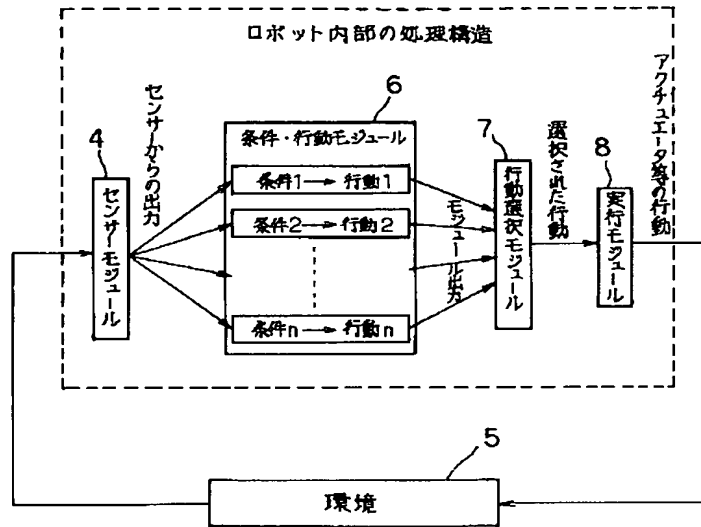 ロボット内部の処理構造
4
センサーモジュール
センサーからの出力
6
条件・行動モジュール
条件1→行動1
条件2→行動2
条件n→行動n
モジュール出力
7
行動選択モジュール
選択された行動
8
実行モジュール
アクチュエータ等の行動
5
環境